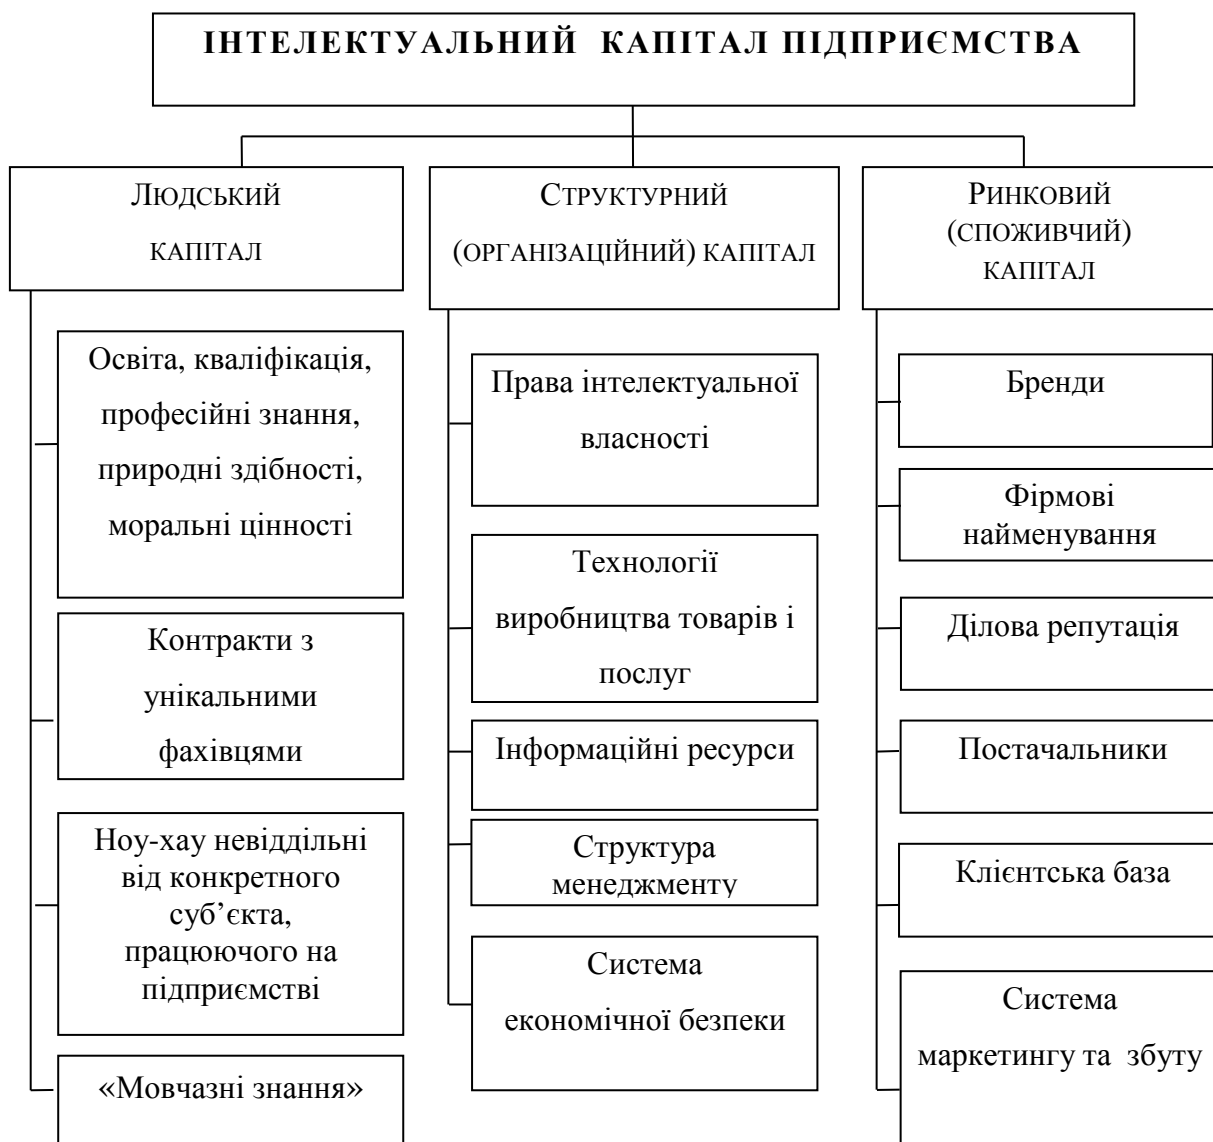 ІНТЕЛЕКТУАЛЬНИЙ КАПІТАЛ ПІДПРИЄМСТВА
ЛЮДСЬКИЙ
КАПІТАЛ
Освіта, кваліфікація,
професійні знання,
природні здібності,
моральні цінності
Контракти з
унікальними
фахівцями
Ноу-хау невіддільні
від конкретного
суб’єкта,
працюючого на
підприємстві
«Мовчазні знання»
СТРУКТУРНИЙ
(ОРГАНІЗАЦІЙНИЙ) КАПІТАЛ
Права інтелектуальної
власності
Технології
виробництва товарів і
послуг
Інформаційні ресурси
Структура
менеджменту
Система
економічної безпеки
РИНКОВИЙ
(СПОЖИВЧИЙ)
КАПІТАЛ
Бренди
Фірмові
найменування
Ділова репутація
Постачальники
Клієнтська база
Система
маркетингу та збуту